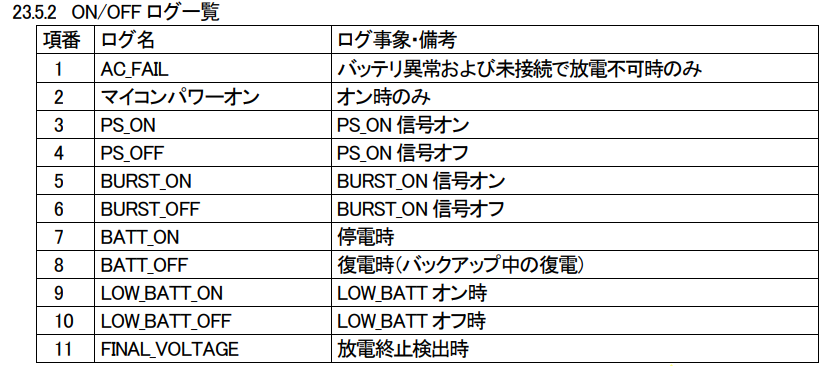 23.5.2 ON/OFF ログ一覧
項番 ログ名 ログ事象・備考
1 AC_FAIL バッテリ異常および未接続で放電不可時のみ
2 マイコンパワーオン オン時のみ
3 PS_ON PS_ON 信号オン
4 PS_OFF PS_ON 信号オフ
5 BURST_ON BURST_ON 信号オン
6 BURST_OFF BURST_ON 信号オフ
7 BATT_ON 停電時
8 BATT_OFF 復電時(バックアップ中の復電)
9 LOW_BATT_ON LOW_BATT オン時
10 LOW_BATT_OFF LOW_BATT オフ時
11 FINAL_VOLTAGE 放電終止検出時